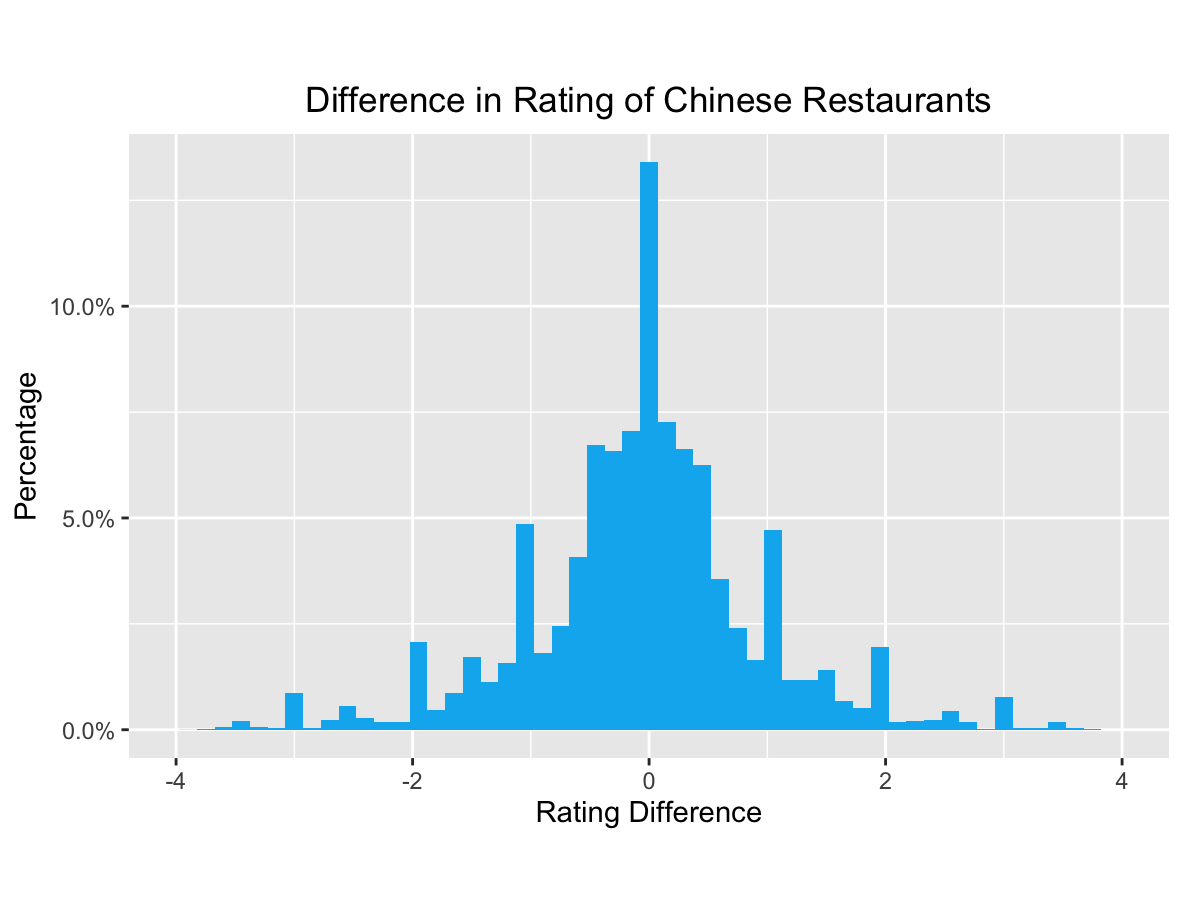 Difference in Rating of Chinese Restaurants
Percentage
10.0%
5.0%
0.0%
-4 -2 0 2 4
Rating Difference